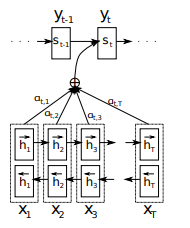 y_{t-1} y_t
. . . s_{t-1} s_t . . .
⊕
α_{t,1} α_{t,2} α_{t,3} α_{t,T}
→h_1 →h_2 →h_3 →h_T
←h_1 ←h_2 ←h_3 ←h_T
x_1 x_2 x_3 x_T